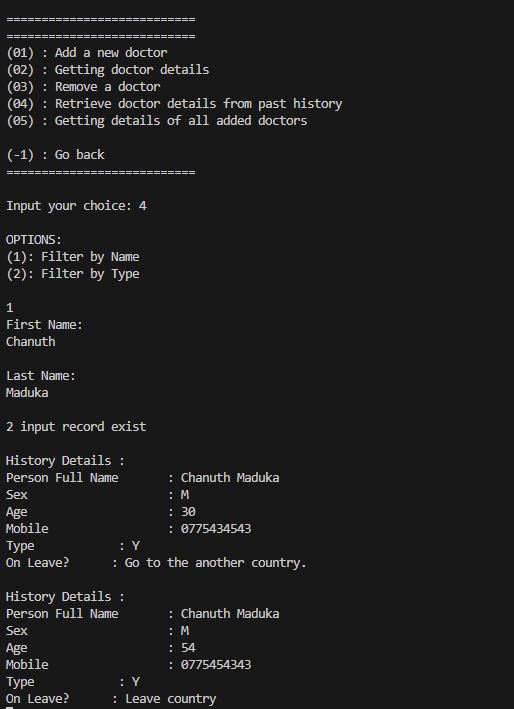 ===========================
===========================
(01) : Add a new doctor
(02) : Getting doctor details
(03) : Remove a doctor
(04) : Retrieve doctor details from past history
(05) : Getting details of all added doctors
(-1) : Go back
===========================
Input your choice: 4
OPTIONS:
(1): Filter by Name
(2): Filter by Type
1
First Name:
Chanuth
Last Name:
Maduka
2 input record exist
History Details :
Person Full Name       : Chanuth Maduka
Sex                    : M
Age                    : 30
Mobile                 : 0775434543
Type            : Y
On Leave?      : Go to the another country.
History Details :
Person Full Name       : Chanuth Maduka
Sex                    : M
Age                    : 54
Mobile                 : 0775454343
Type            : Y
On Leave?      : Leave country